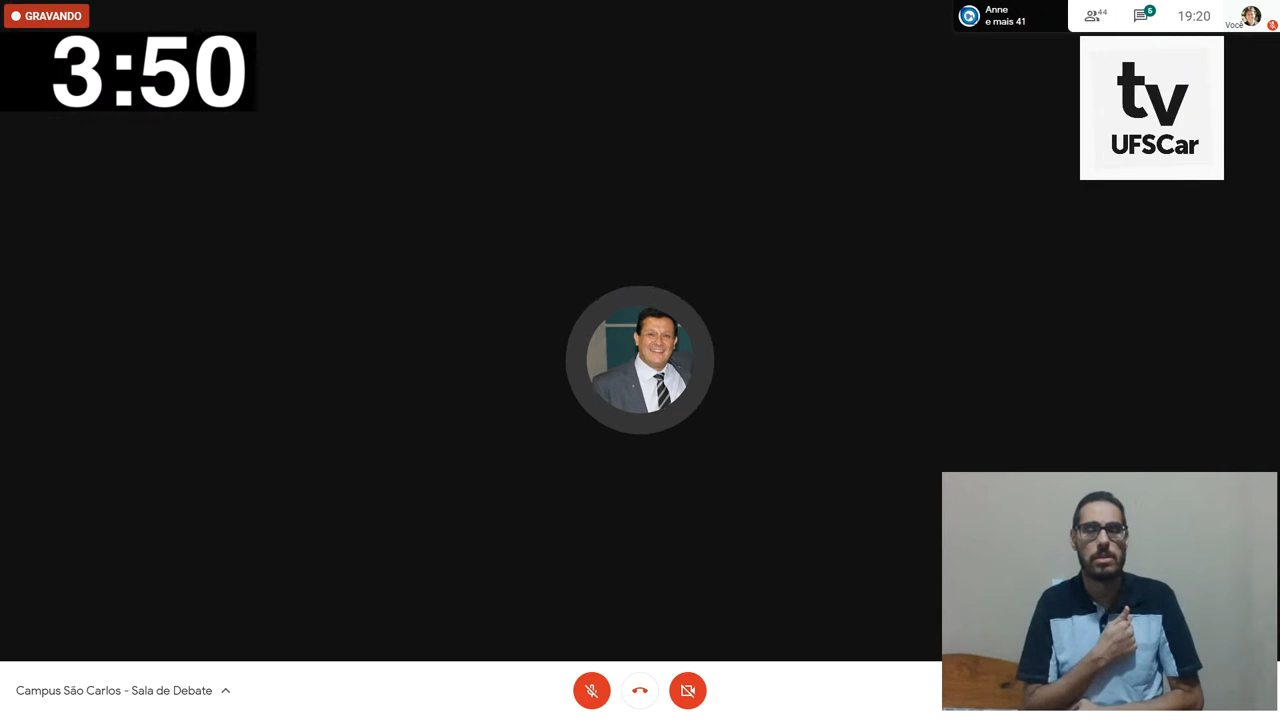 GRAVANDO
Anne
e mais 41
44
5
19:20
Você
3:50
tv
UFSCar
Campus São Carlos - Sala de Debate